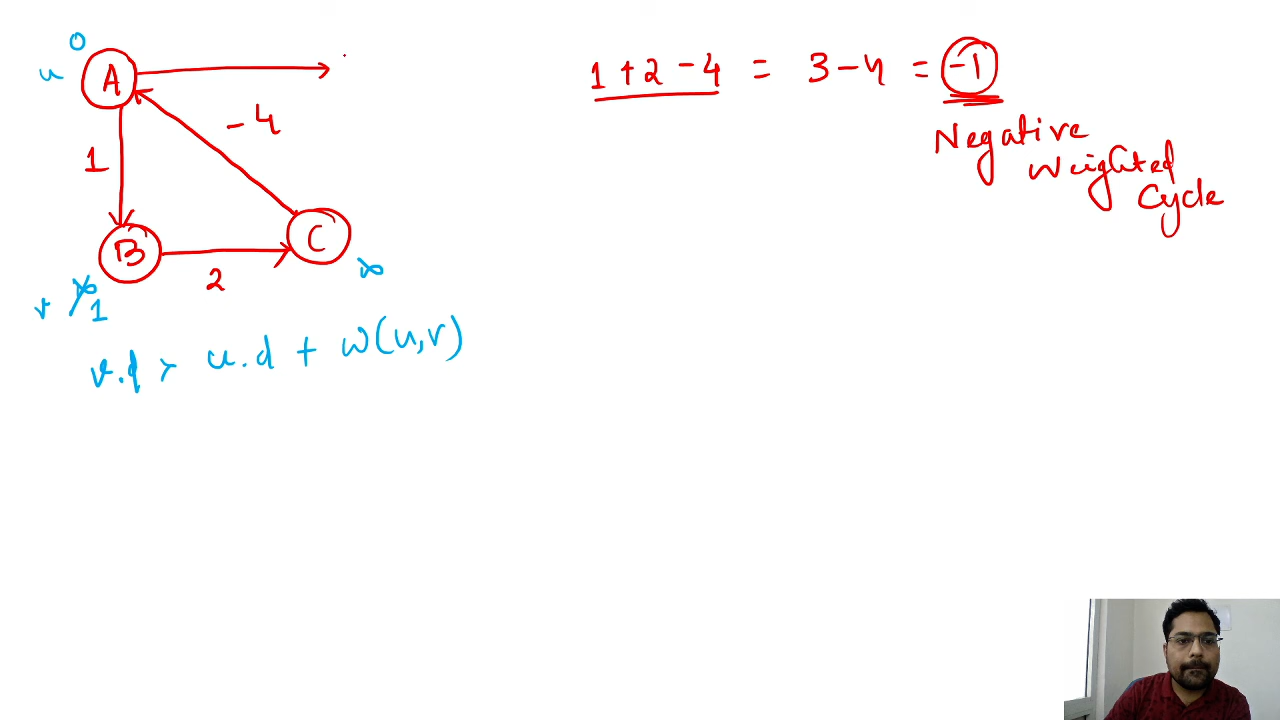 0
u
A
-4
1
B
C
2
∞
v
∞
1
v.d > u.d + w(u,v)
1 + 2 - 4 = 3 - 4 = -1
Negative
Weighted
Cycle